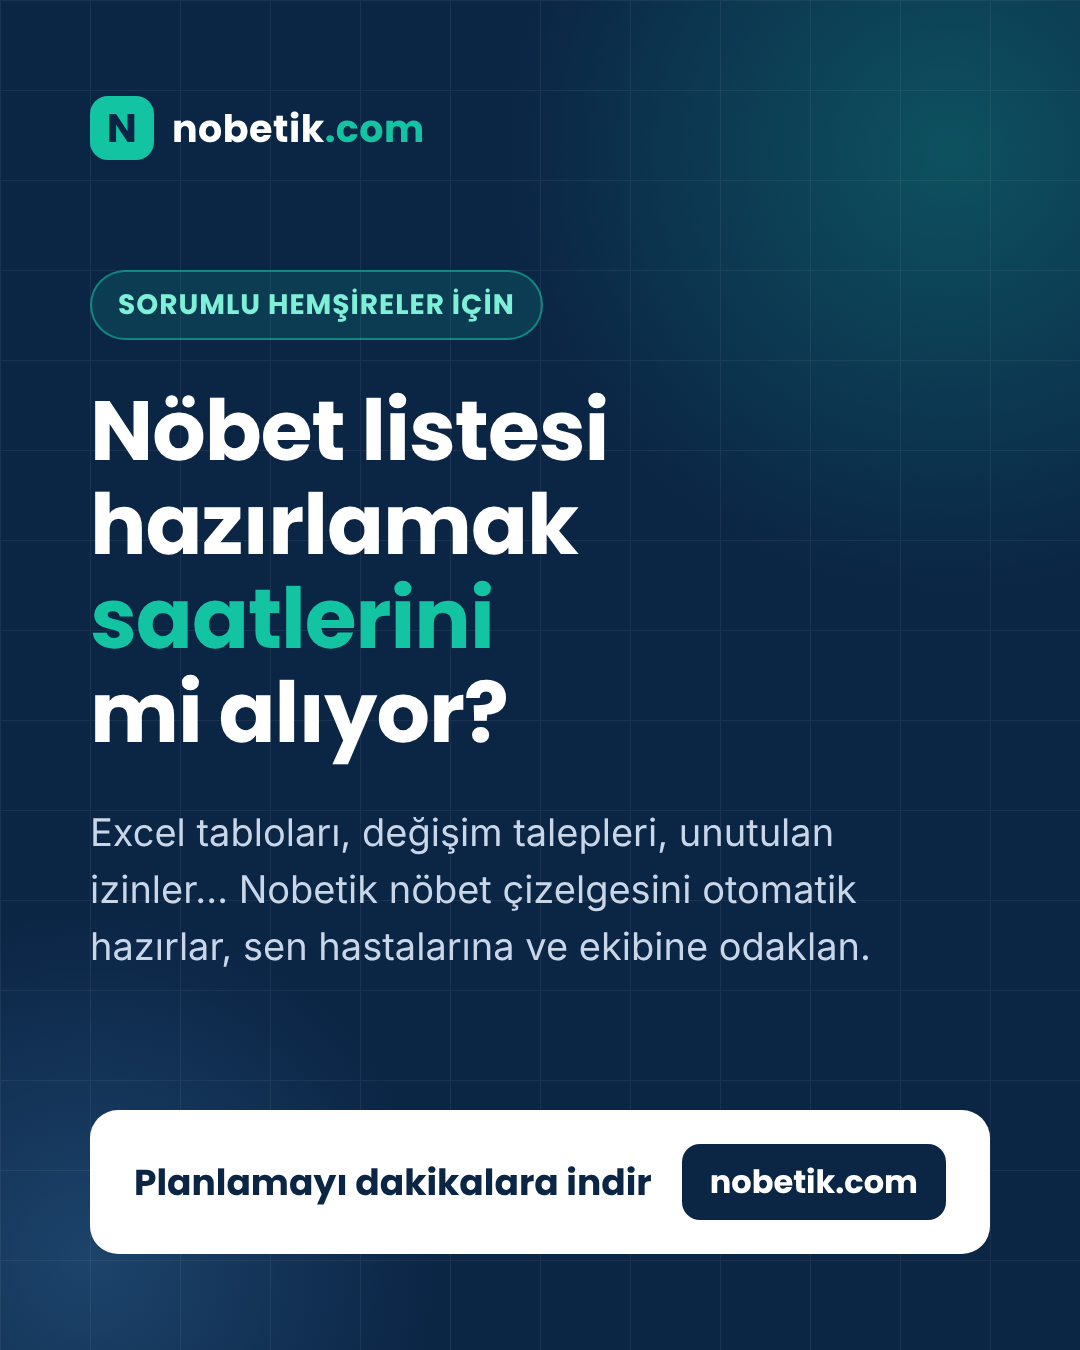 N nobetik.com
SORUMLU HEMŞİRELER İÇİN
Nöbet listesi
hazırlamak
saatlerini
mi alıyor?
Excel tabloları, değişim talepleri, unutulan
izinler... Nobetik nöbet çizelgesini otomatik
hazırlar, sen hastalarına ve ekibine odaklan.
Planlamayı dakikalara indir nobetik.com